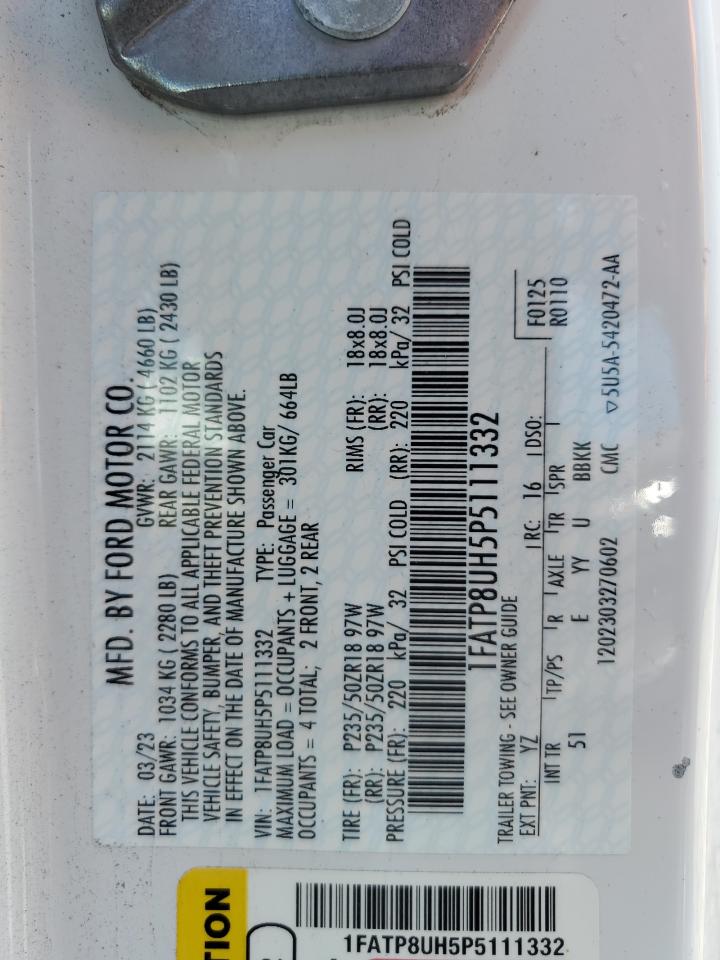 MFD. BY FORD MOTOR CO.
DATE: 03/23 GVWR: 2114 KG ( 4660 LB)
FRONT GAWR: 1034 KG ( 2280 LB) REAR GAWR: 1102 KG ( 2430 LB)
THIS VEHICLE CONFORMS TO ALL APPLICABLE FEDERAL MOTOR
VEHICLE SAFETY, BUMPER, AND THEFT PREVENTION STANDARDS
IN EFFECT ON THE DATE OF MANUFACTURE SHOWN ABOVE.
VIN: 1FATP8UH5P5111332 TYPE: Passenger Car
MAXIMUM LOAD = OCCUPANTS + LUGGAGE = 301KG/ 664LB
OCCUPANTS = 4 TOTAL; 2 FRONT, 2 REAR
TIRE (FR): P235/50ZR18 97W RIMS (FR): 18x8.0J
(RR): P235/50ZR18 97W (RR): 18x8.0J
PRESSURE (FR): 220 kPa/ 32 PSI COLD (RR): 220 kPa/ 32 PSI COLD
1FATP8UH5P5111332
TRAILER TOWING - SEE OWNER GUIDE
EXT PNT: YZ RC: 16 DSO: F0125
INT TR TP/PS R AXLE TR SPR R0110
51 E YY U BBKK
1202303270602 CMC ▽5U5A-5420472-AA
TION
1FATP8UH5P5111332